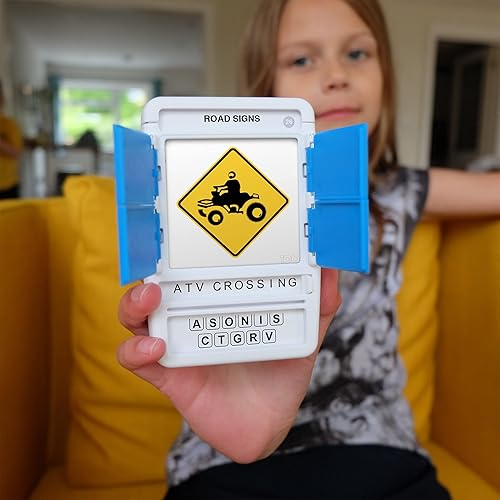 ROAD SIGNS
ATV CROSSING
ASONIS
CTGRV